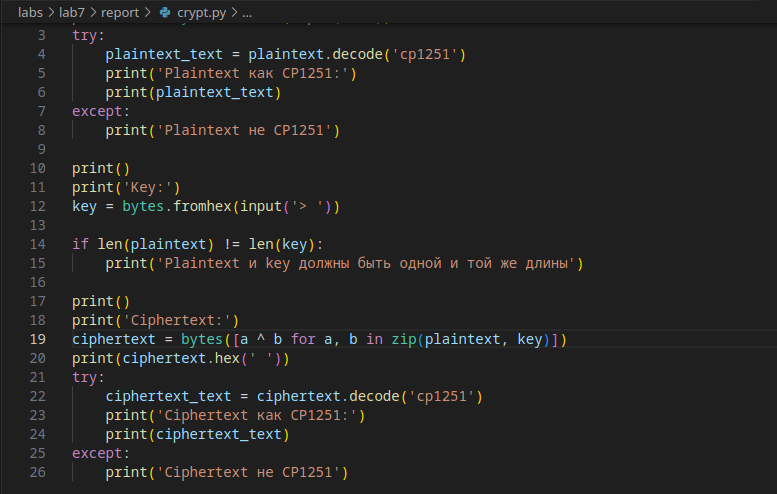 labs > lab7 > report > crypt.py > ...
3 try:
4     plaintext_text = plaintext.decode('cp1251')
5     print('Plaintext как CP1251:')
6     print(plaintext_text)
7 except:
8     print('Plaintext не CP1251')
9
10 print()
11 print('Key:')
12 key = bytes.fromhex(input('> '))
13
14 if len(plaintext) != len(key):
15     print('Plaintext и key должны быть одной и той же длины')
16
17 print()
18 print('Ciphertext:')
19 ciphertext = bytes([a ^ b for a, b in zip(plaintext, key)])
20 print(ciphertext.hex(' '))
21 try:
22     ciphertext_text = ciphertext.decode('cp1251')
23     print('Ciphertext как CP1251:')
24     print(ciphertext_text)
25 except:
26     print('Ciphertext не CP1251')